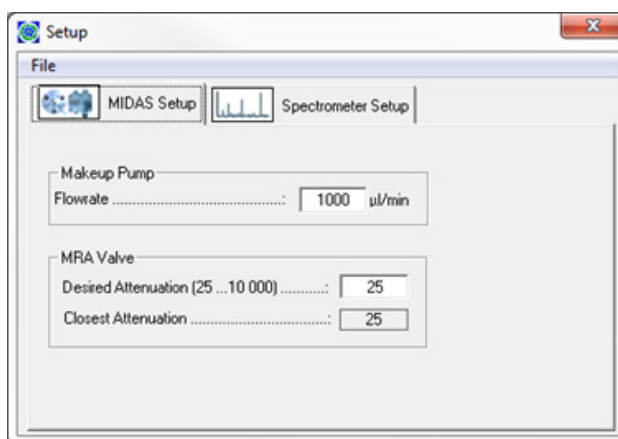 Setup
File
MIDAS Setup Spectrometer Setup
Makeup Pump
Flowrate ..........................................: 1000 µl/min
MRA Valve
Desired Attenuation (25 ...10 000) ...........: 25
Closest Attenuation ..................................: 25